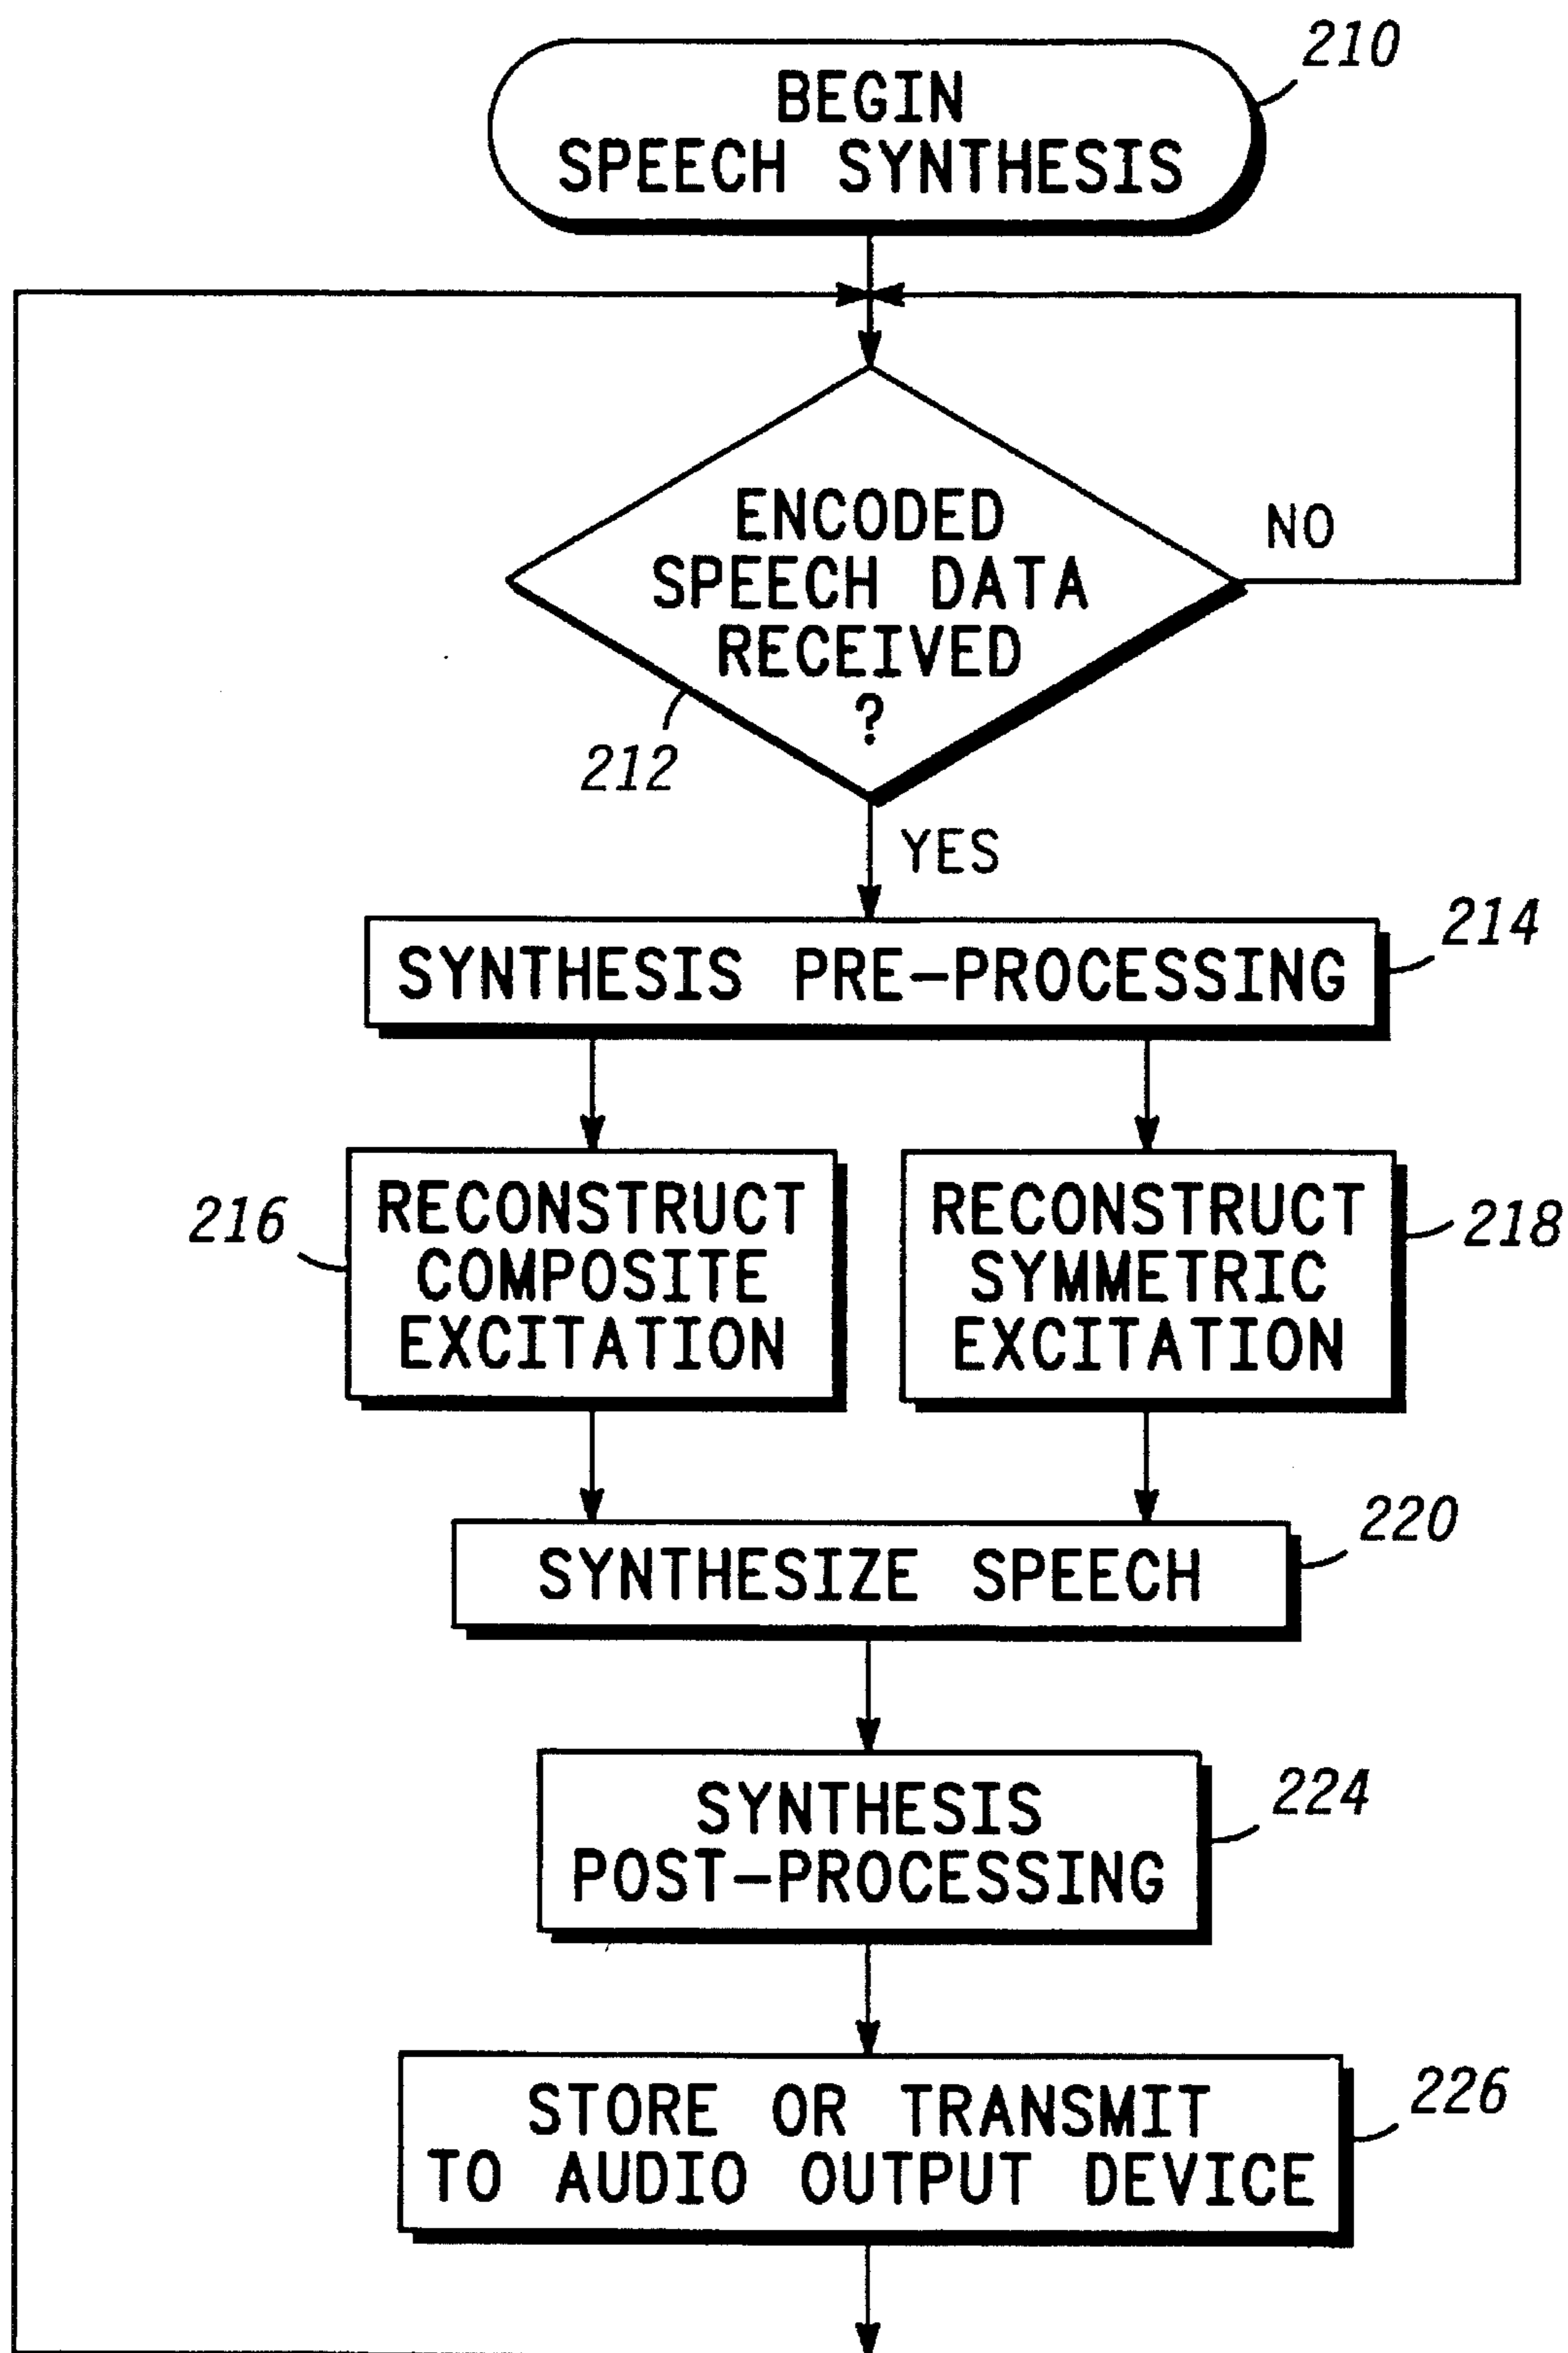 210
BEGIN
SPEECH SYNTHESIS
ENCODED
SPEECH DATA
RECEIVED
?
NO
212
YES
214
SYNTHESIS PRE-PROCESSING
216
RECONSTRUCT
COMPOSITE
EXCITATION
RECONSTRUCT
SYMMETRIC
EXCITATION
218
220
SYNTHESIZE SPEECH
224
SYNTHESIS
POST-PROCESSING
226
STORE OR TRANSMIT
TO AUDIO OUTPUT DEVICE